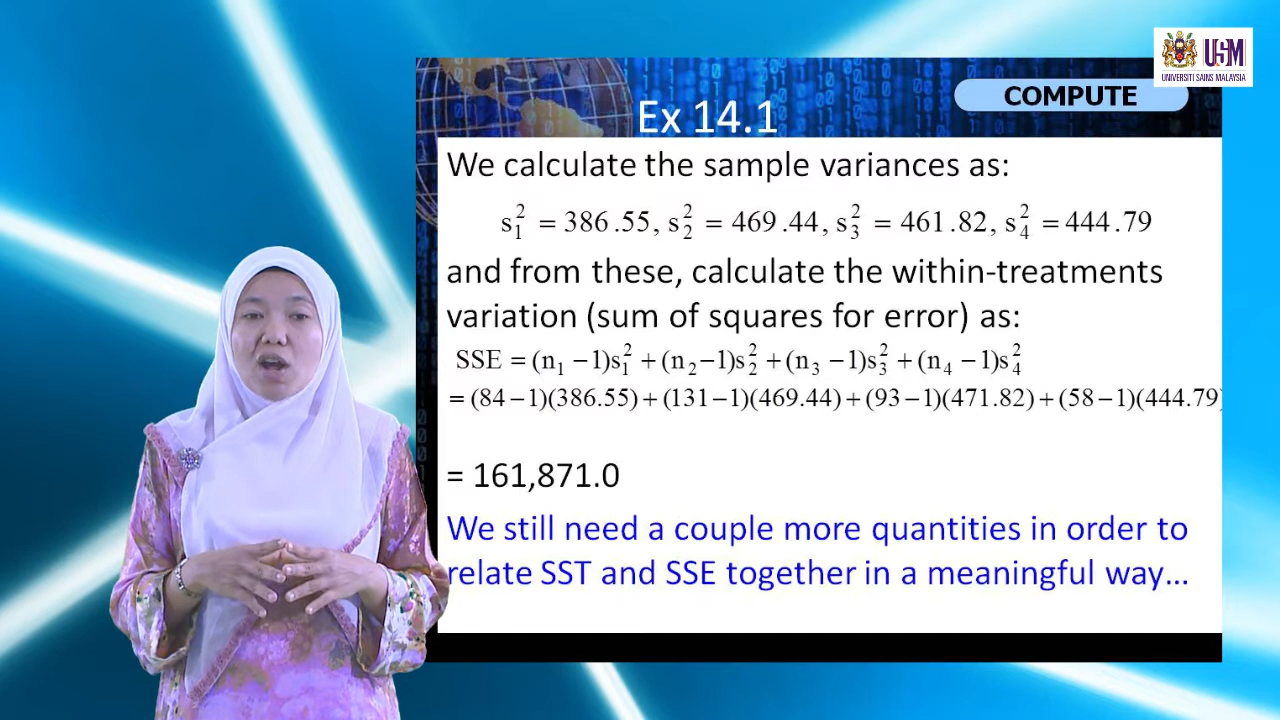 USM
UNIVERSITI SAINS MALAYSIA
COMPUTE
Ex 14.1
We calculate the sample variances as:
s₁² = 386.55, s₂² = 469.44, s₃² = 461.82, s₄² = 444.79
and from these, calculate the within-treatments
variation (sum of squares for error) as:
SSE = (n₁ −1)s₁² + (n₂−1)s₂² + (n₃ −1)s₃² + (n₄ −1)s₄²
= (84−1)(386.55) + (131−1)(469.44) + (93−1)(471.82) + (58−1)(444.79)
= 161,871.0
We still need a couple more quantities in order to
relate SST and SSE together in a meaningful way…